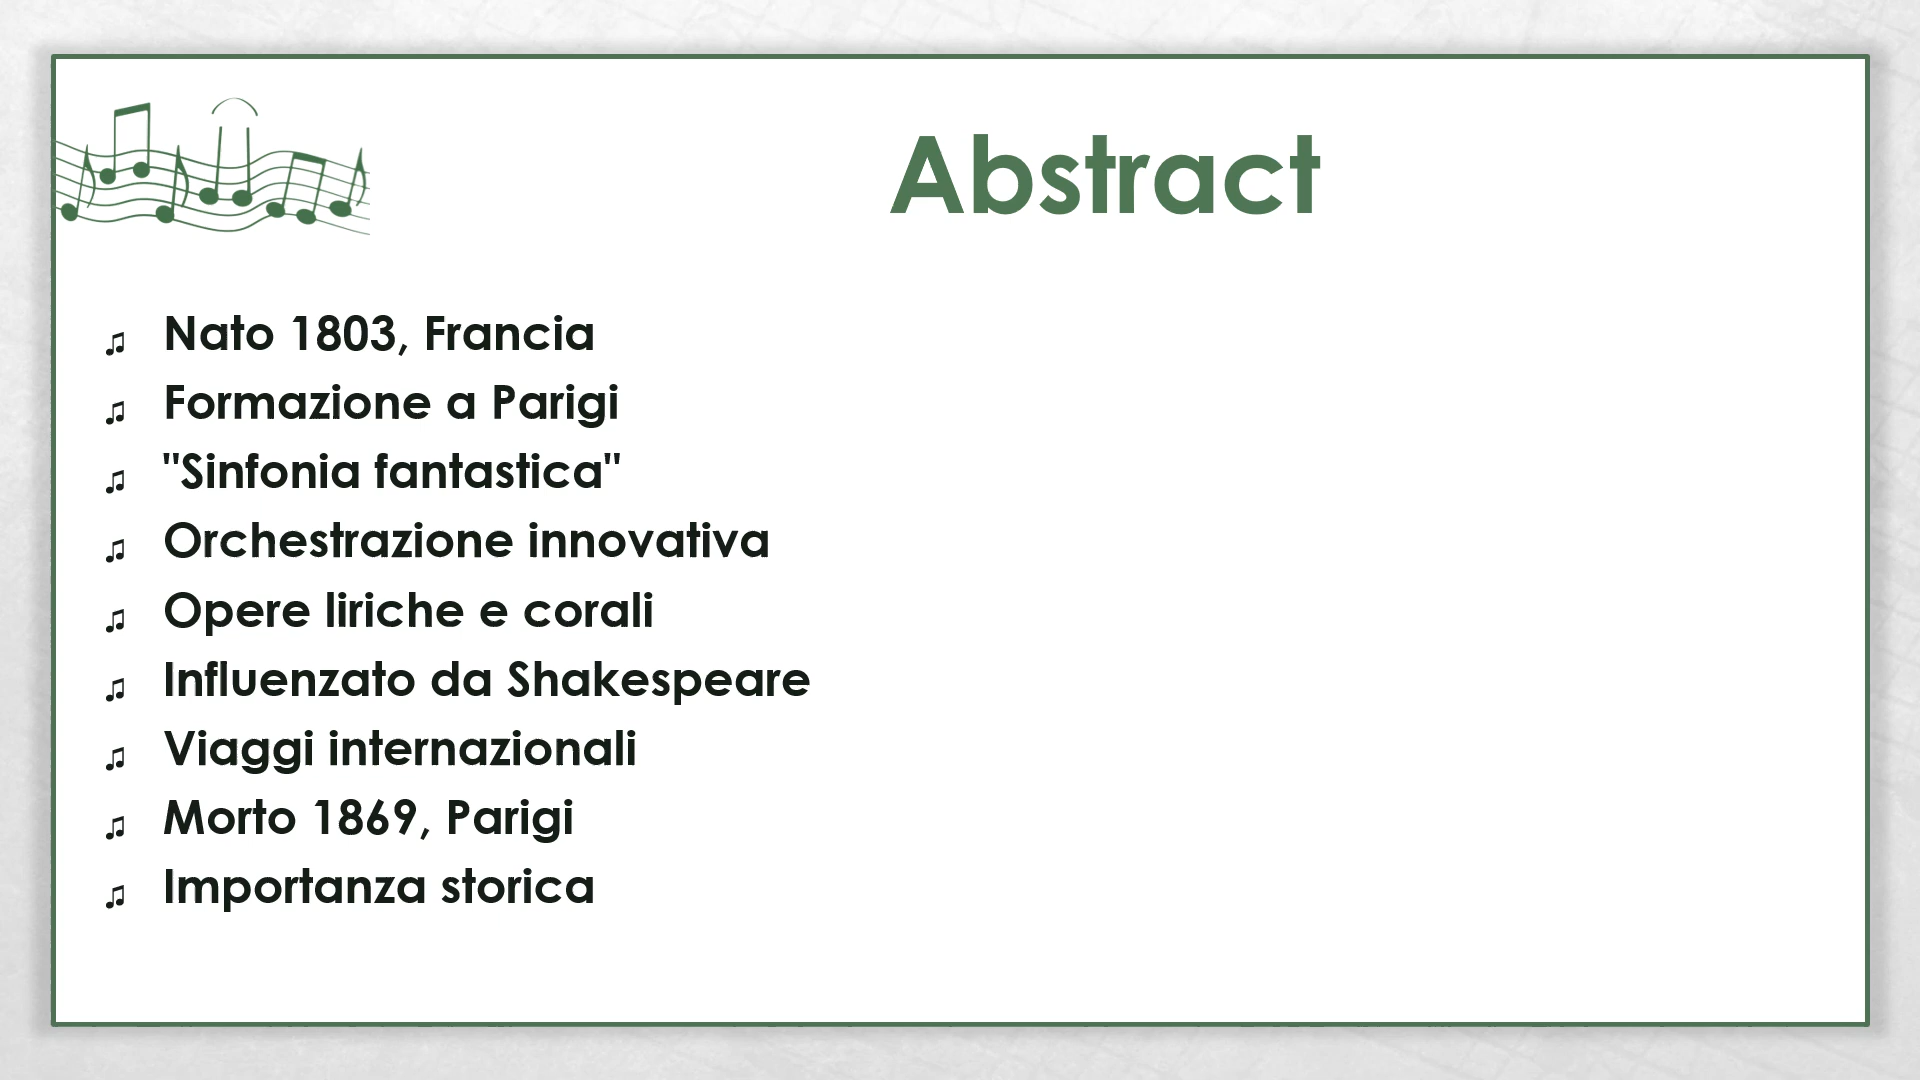 Abstract
♫ Nato 1803, Francia
♫ Formazione a Parigi
♫ "Sinfonia fantastica"
♫ Orchestrazione innovativa
♫ Opere liriche e corali
♫ Influenzato da Shakespeare
♫ Viaggi internazionali
♫ Morto 1869, Parigi
♫ Importanza storica